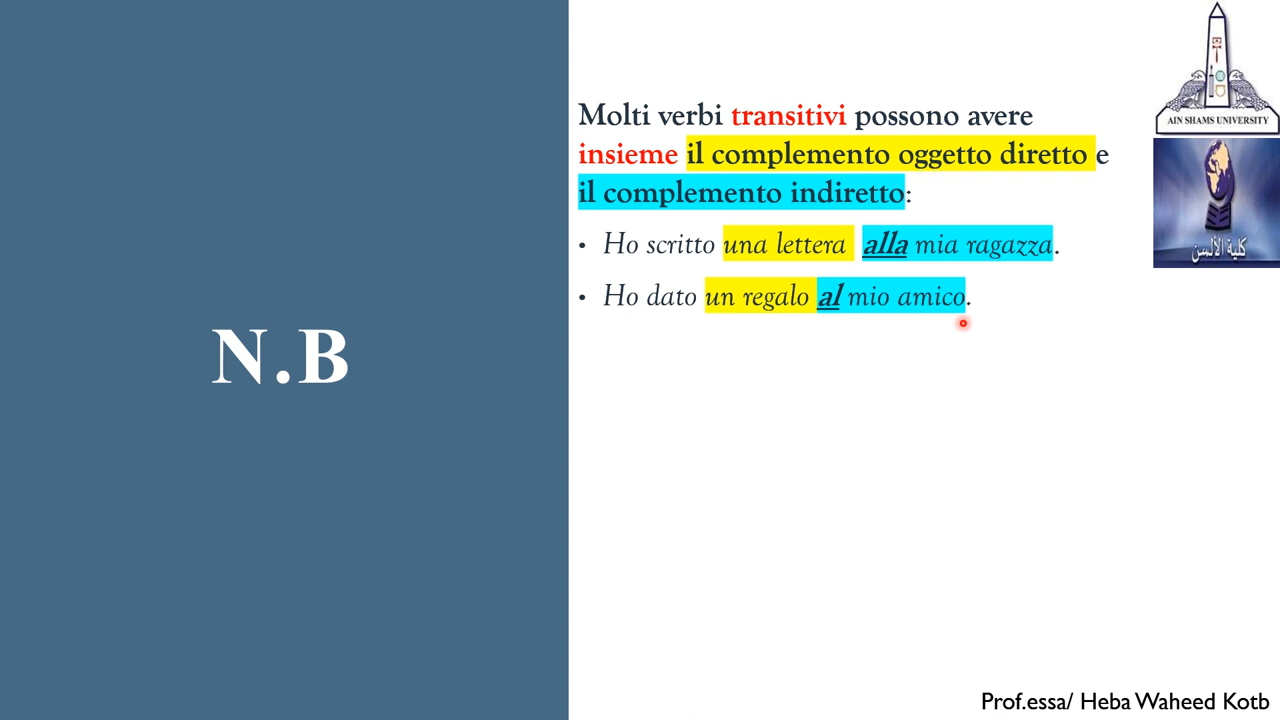 N.B
Molti verbi transitivi possono avere
insieme il complemento oggetto diretto e
il complemento indiretto:
• Ho scritto una lettera alla mia ragazza.
• Ho dato un regalo al mio amico.
AIN SHAMS UNIVERSITY
كلية الألسن
Prof.essa/ Heba Waheed Kotb